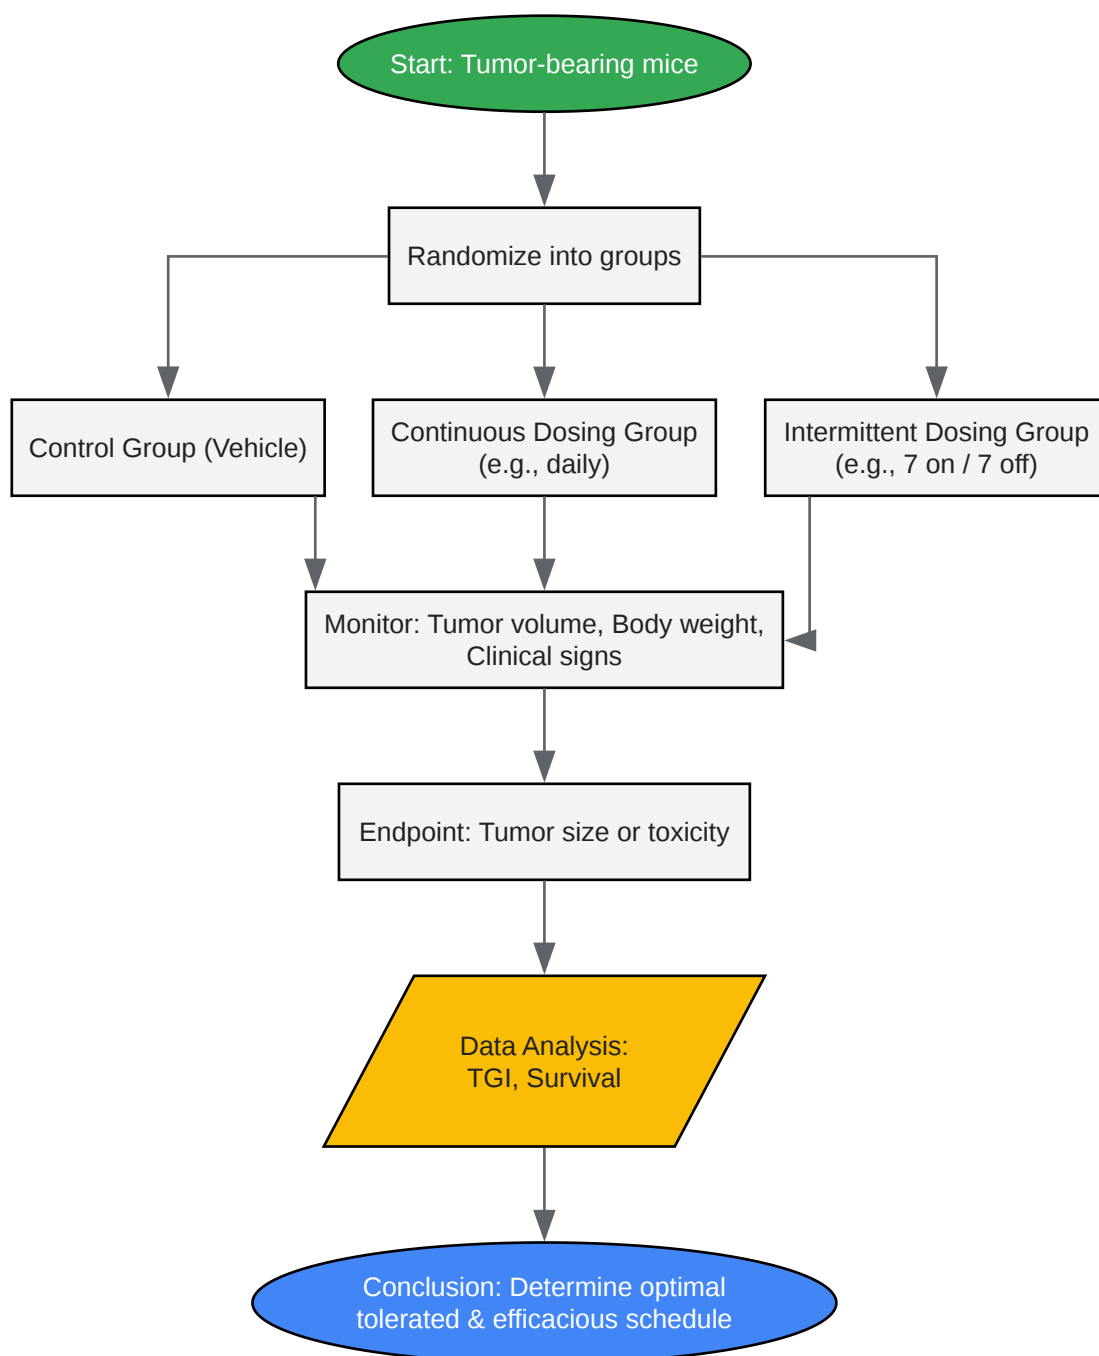 Start: Tumor-bearing mice
Randomize into groups
Control Group (Vehicle)
Continuous Dosing Group
(e.g., daily)
Intermittent Dosing Group
(e.g., 7 on / 7 off)
Monitor: Tumor volume, Body weight,
Clinical signs
Endpoint: Tumor size or toxicity
Data Analysis:
TGI, Survival
Conclusion: Determine optimal
tolerated & efficacious schedule